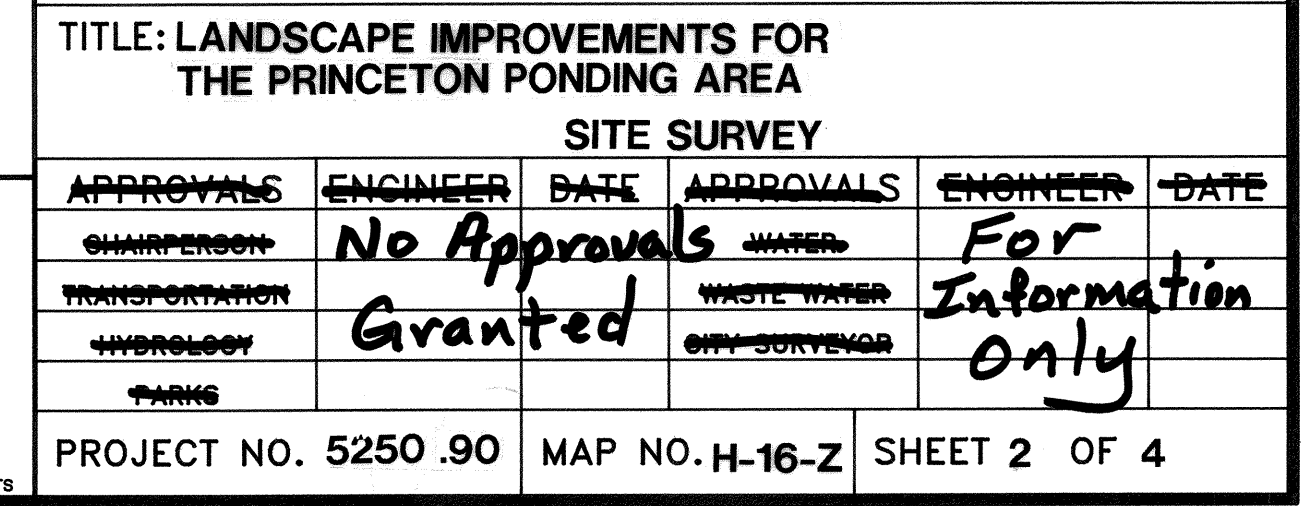 TITLE: LANDSCAPE IMPROVEMENTS FOR
THE PRINCETON PONDING AREA
SITE SURVEY
APPROVALS ENGINEER DATE APPROVALS ENGINEER DATE
CHAIRPERSON No Approvals WATER For
TRANSPORTATION Granted WASTE WATER Information
HYDROLOGY CITY SURVEYOR Only
PARKS
PROJECT NO. 5250 .90 MAP NO. H-16-Z SHEET 2 OF 4